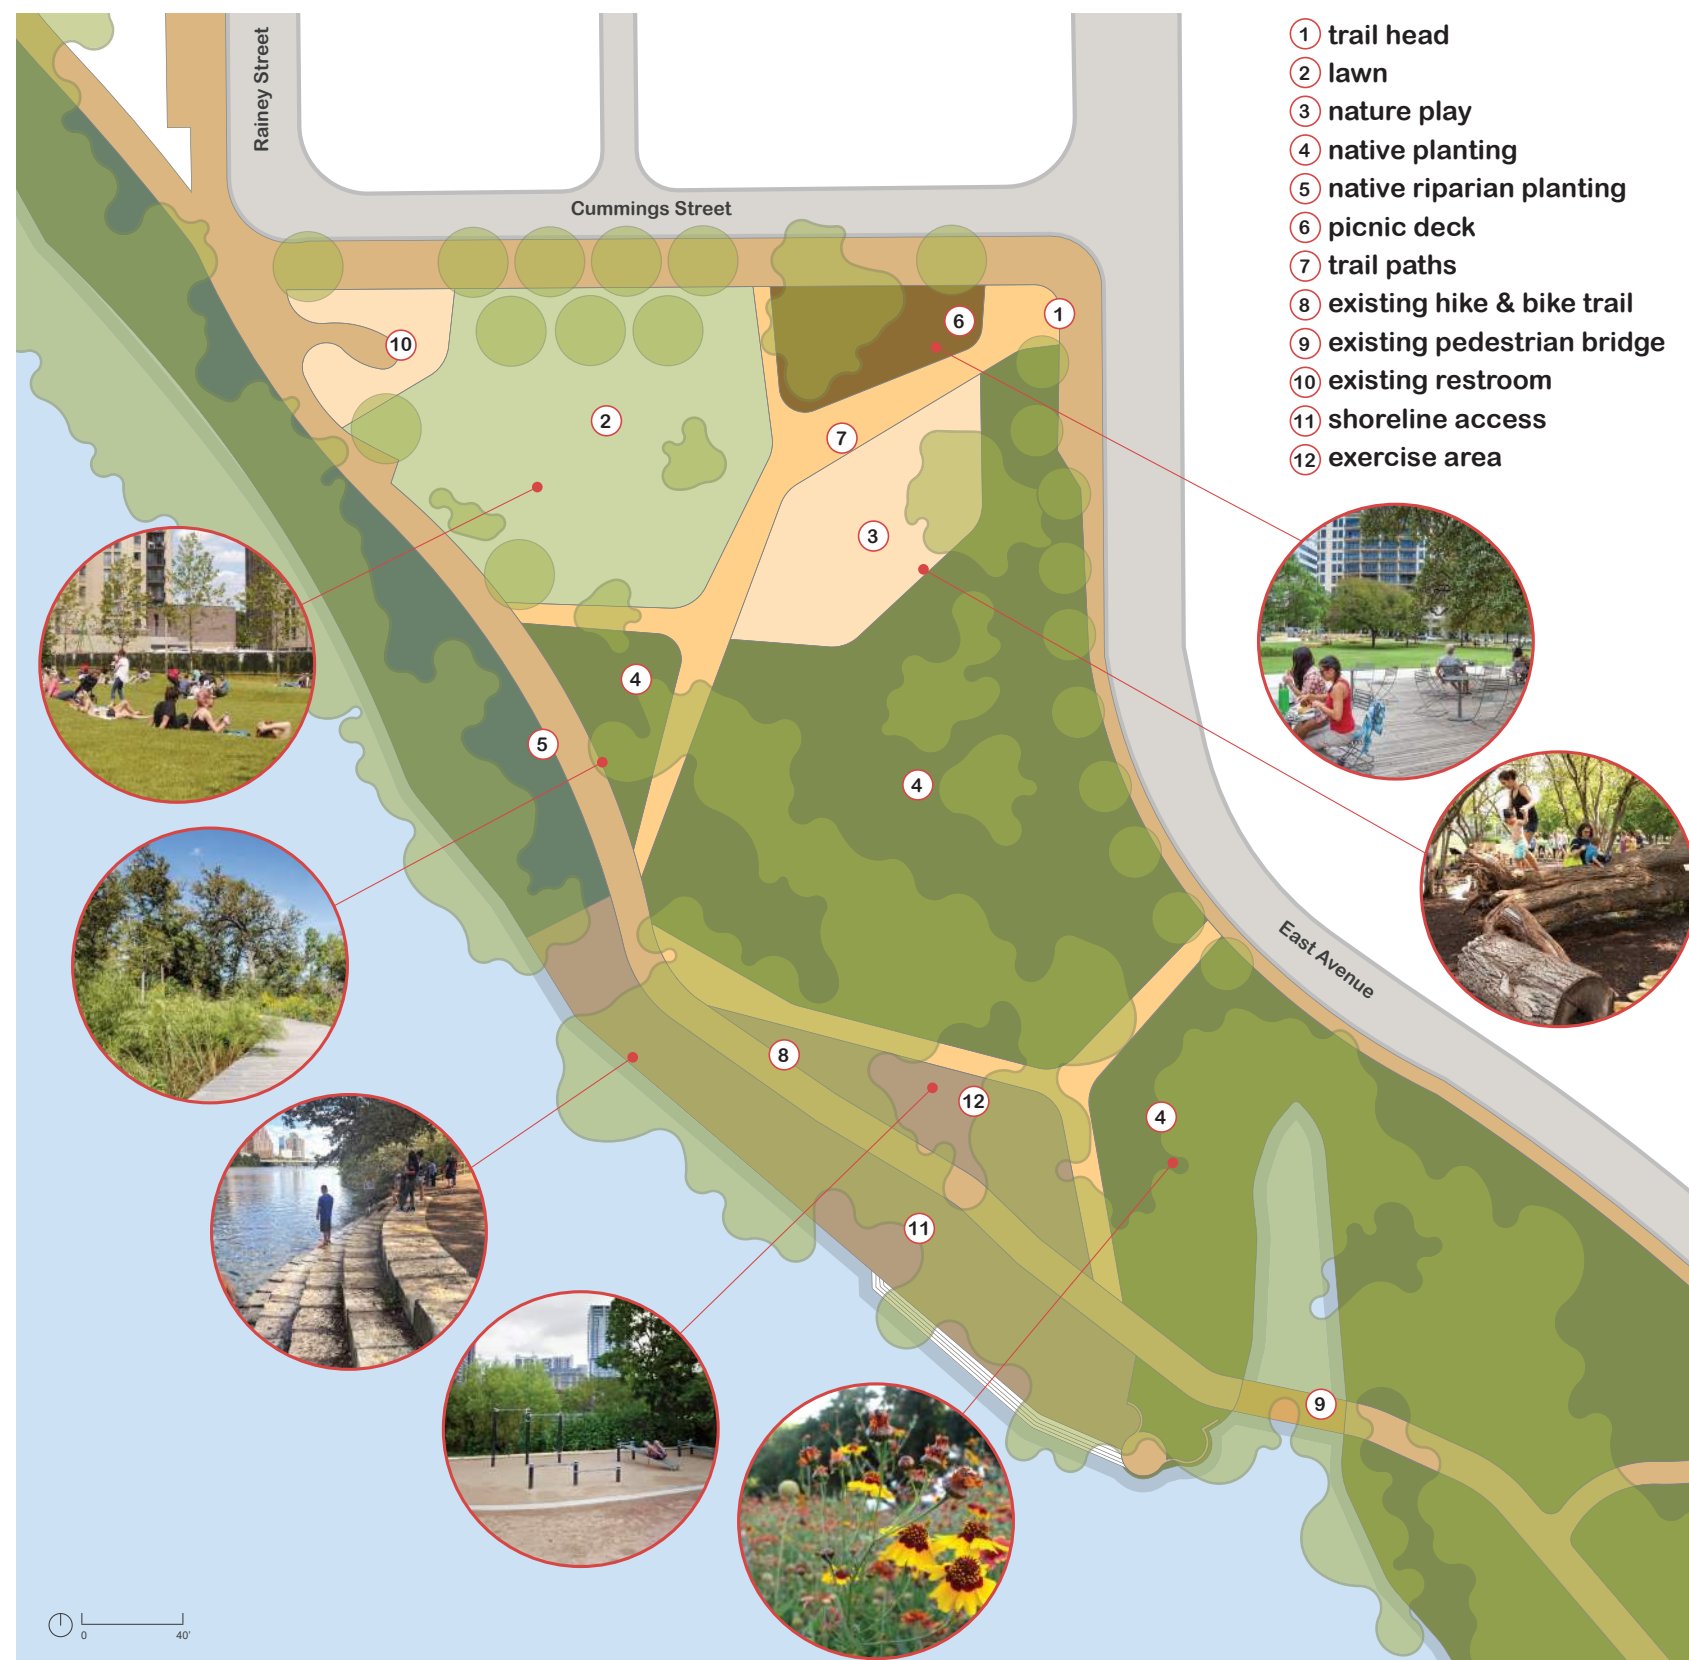 1 trail head
2 lawn
3 nature play
4 native planting
5 native riparian planting
6 picnic deck
7 trail paths
8 existing hike & bike trail
9 existing pedestrian bridge
10 existing restroom
11 shoreline access
12 exercise area
Rainey Street
Cummings Street
East Avenue
6
1
10
2
7
3
4
5
4
8
12
4
11
9
0 40'